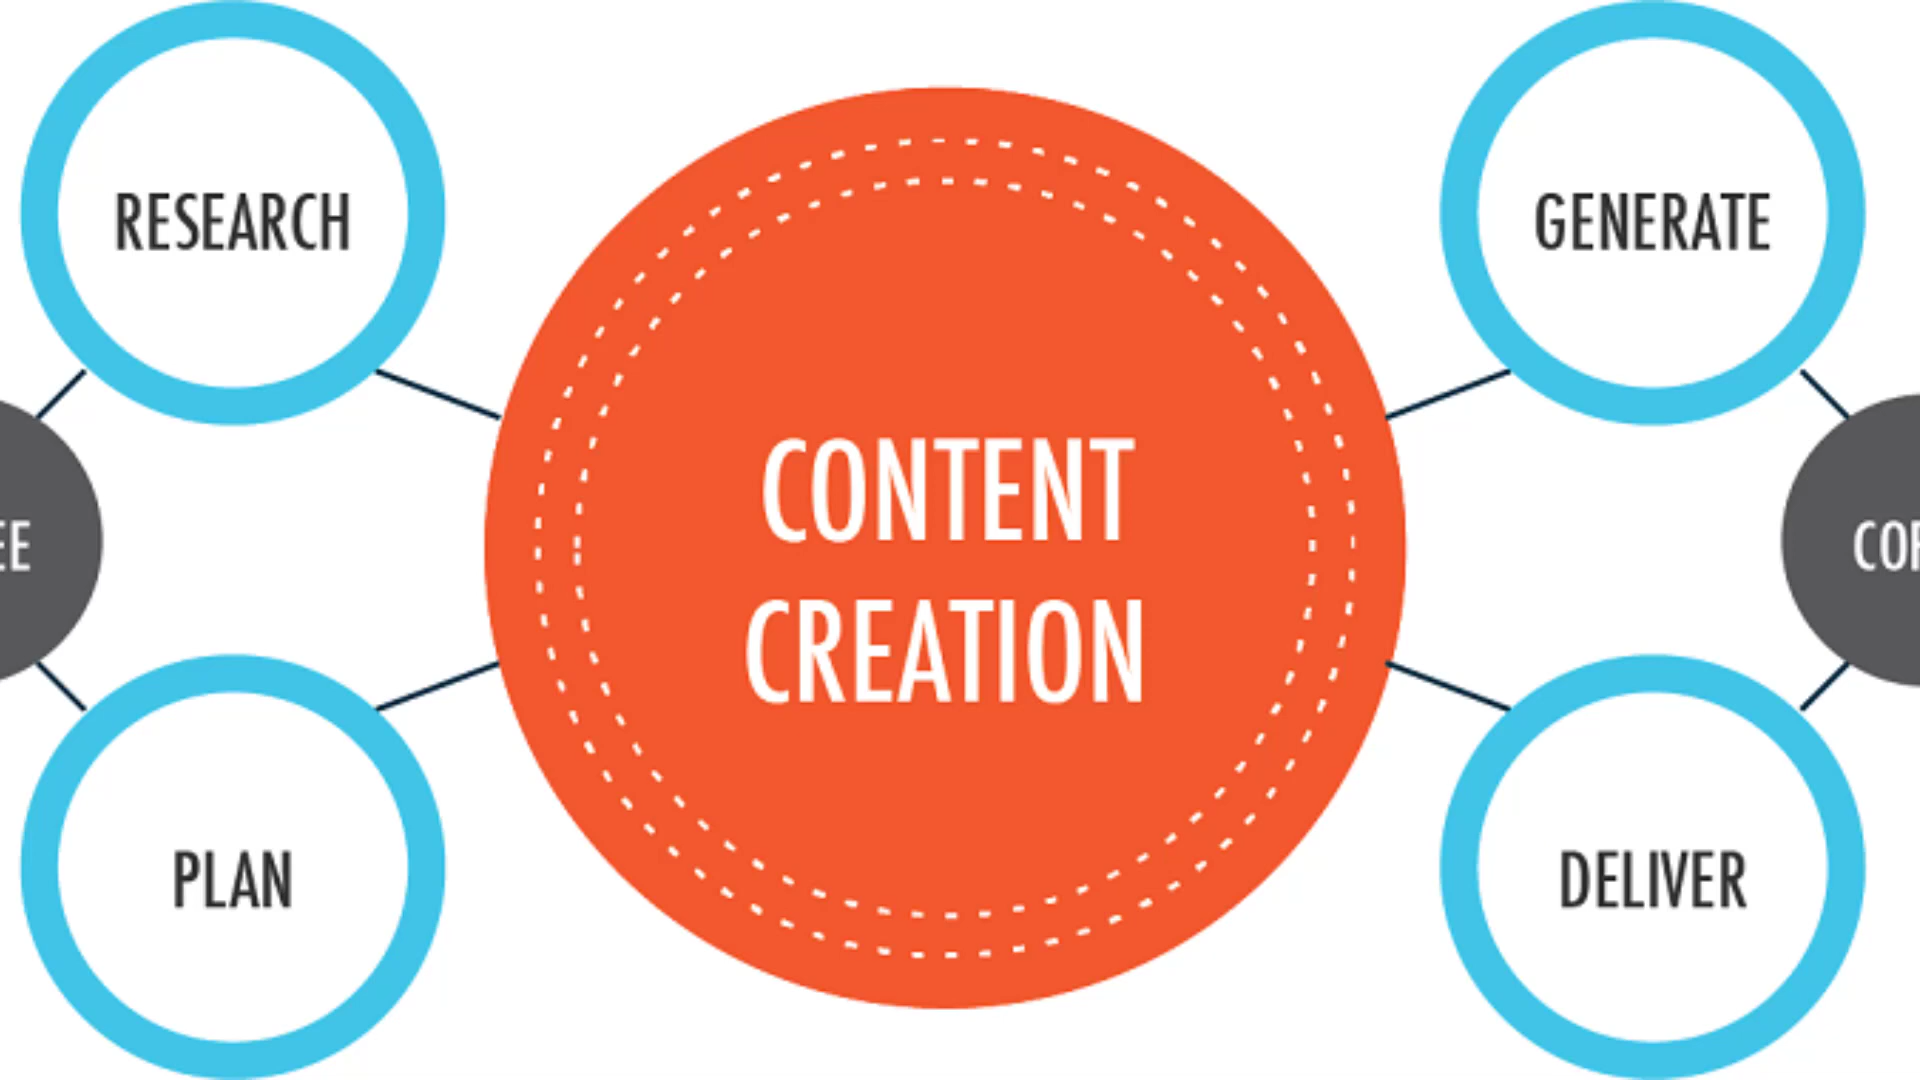 RESEARCH
GENERATE
CONTENT
CREATION
PLAN
DELIVER